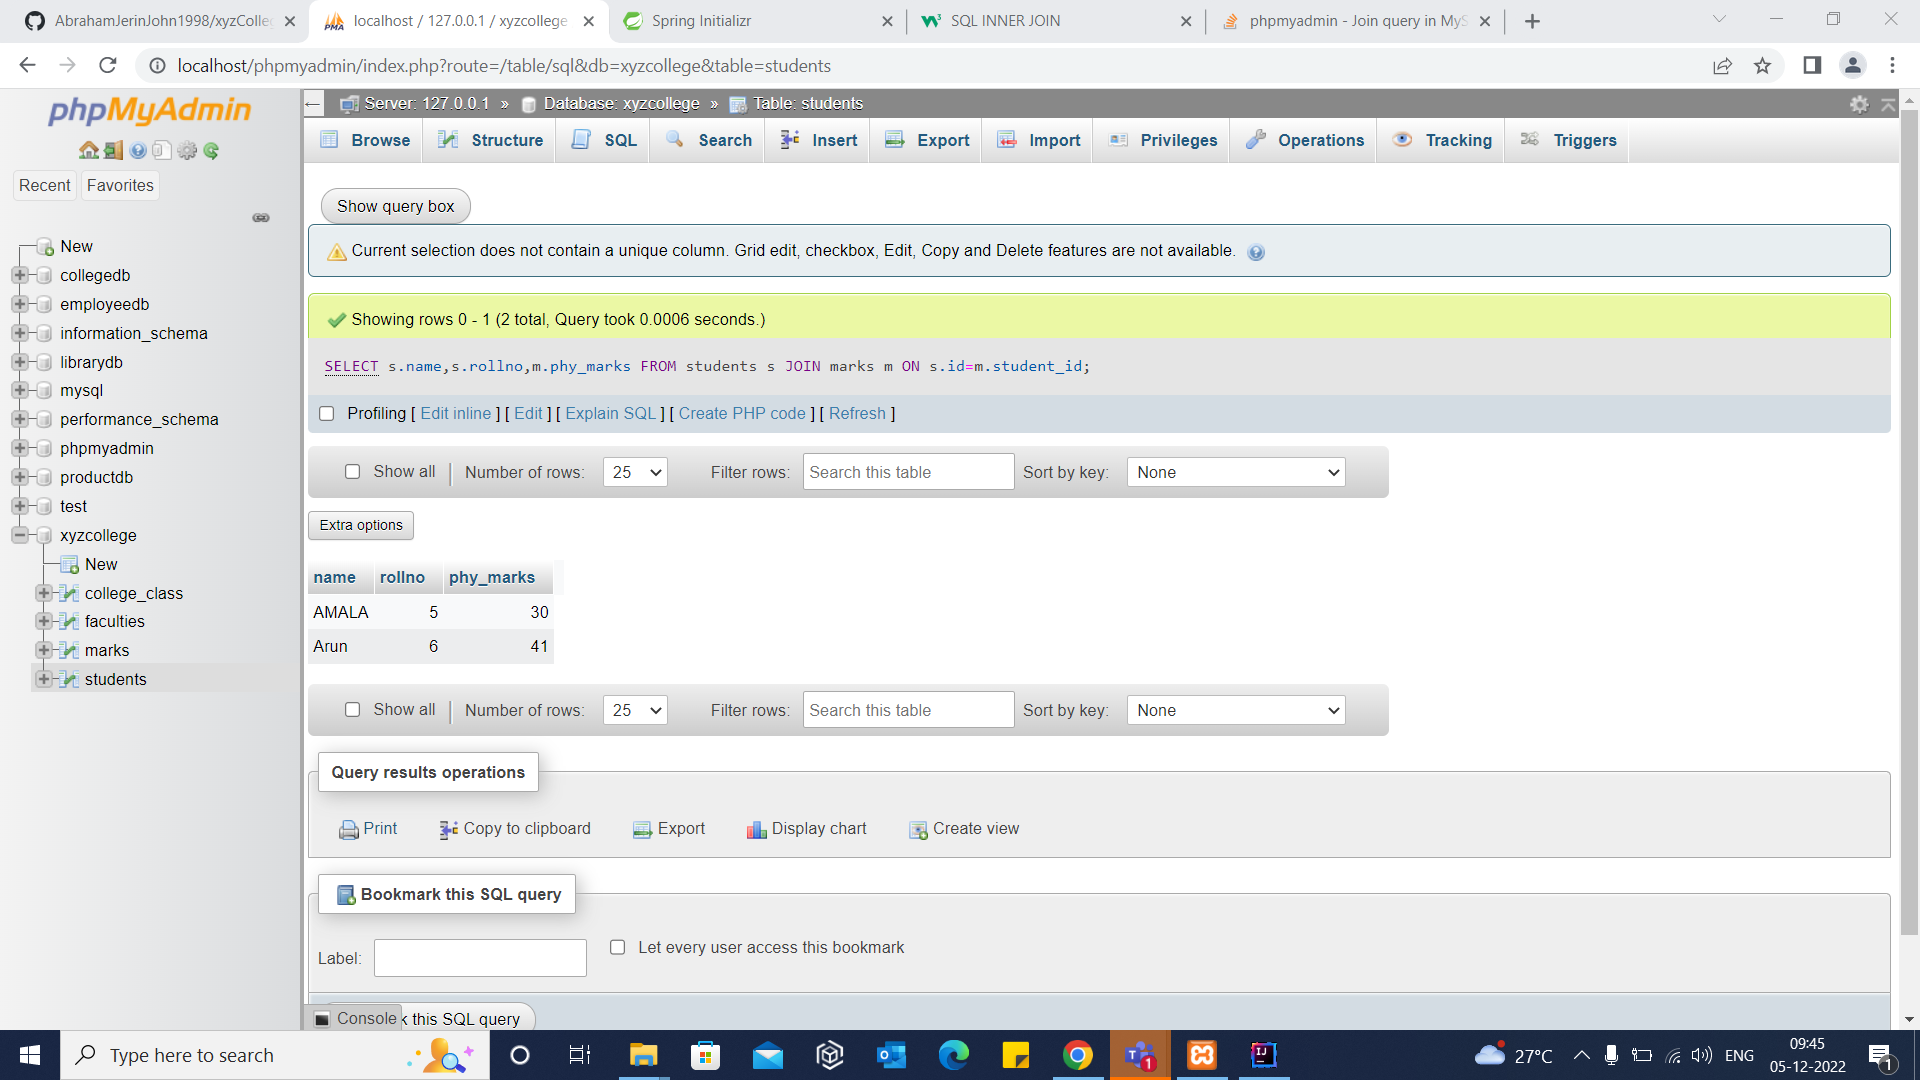 AbrahamJerinJohn1998/xyzColle
localhost / 127.0.0.1 / xyzcollege
Spring Initializr
SQL INNER JOIN
phpmyadmin - Join query in MyS
localhost/phpmyadmin/index.php?route=/table/sql&db=xyzcollege&table=students
phpMyAdmin
Recent
Favorites
New
collegedb
employeedb
information_schema
librarydb
mysql
performance_schema
phpmyadmin
productdb
test
xyzcollege
New
college_class
faculties
marks
students
Server: 127.0.0.1 » Database: xyzcollege » Table: students
Browse Structure SQL Search Insert Export Import Privileges Operations Tracking Triggers
Show query box
Current selection does not contain a unique column. Grid edit, checkbox, Edit, Copy and Delete features are not available.
Showing rows 0 - 1 (2 total, Query took 0.0006 seconds.)
SELECT s.name,s.rollno,m.phy_marks FROM students s JOIN marks m ON s.id=m.student_id;
Profiling [ Edit inline ] [ Edit ] [ Explain SQL ] [ Create PHP code ] [ Refresh ]
Show all | Number of rows: 25 Filter rows: Search this table Sort by key: None
Extra options
name rollno phy_marks
AMALA 5 30
Arun 6 41
Show all | Number of rows: 25 Filter rows: Search this table Sort by key: None
Query results operations
Print Copy to clipboard Export Display chart Create view
Bookmark this SQL query
Label: Let every user access this bookmark
Console
k this SQL query
Type here to search
27°C
ENG
09:45
05-12-2022
1
1